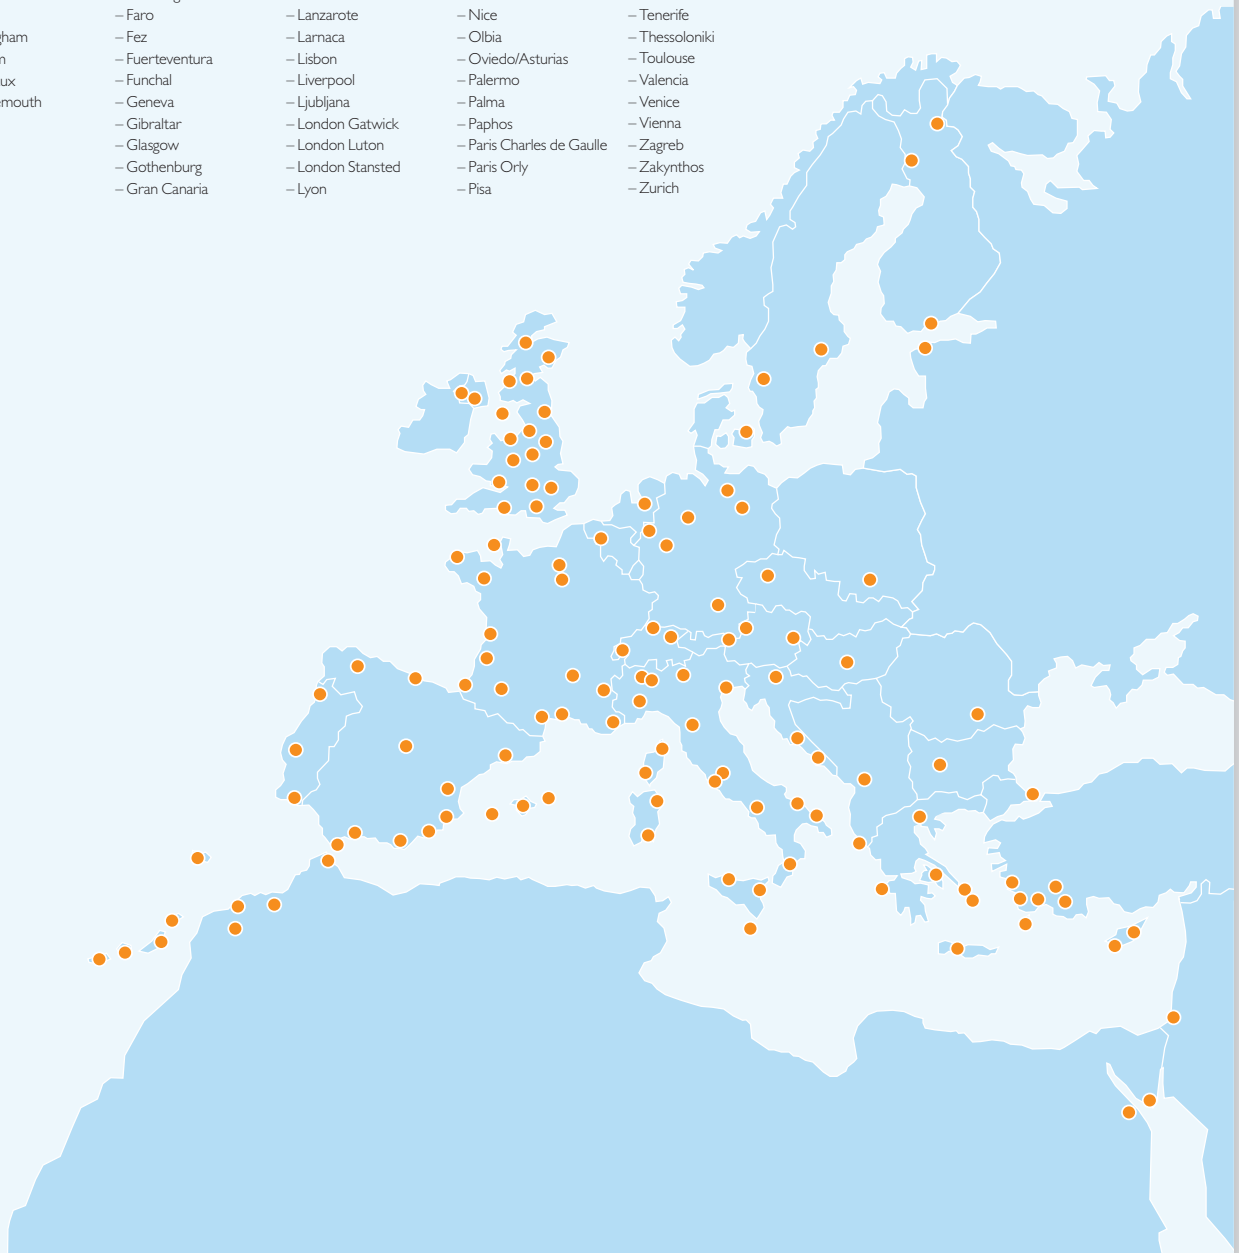 – Faro
– Fez
– Fuerteventura
– Funchal
– Geneva
– Gibraltar
– Glasgow
– Gothenburg
– Gran Canaria
– Lanzarote
– Larnaca
– Lisbon
– Liverpool
– Ljubljana
– London Gatwick
– London Luton
– London Stansted
– Lyon
– Nice
– Olbia
– Oviedo/Asturias
– Palermo
– Palma
– Paphos
– Paris Charles de Gaulle
– Paris Orly
– Pisa
– Tenerife
– Thessoloniki
– Toulouse
– Valencia
– Venice
– Vienna
– Zagreb
– Zakynthos
– Zurich